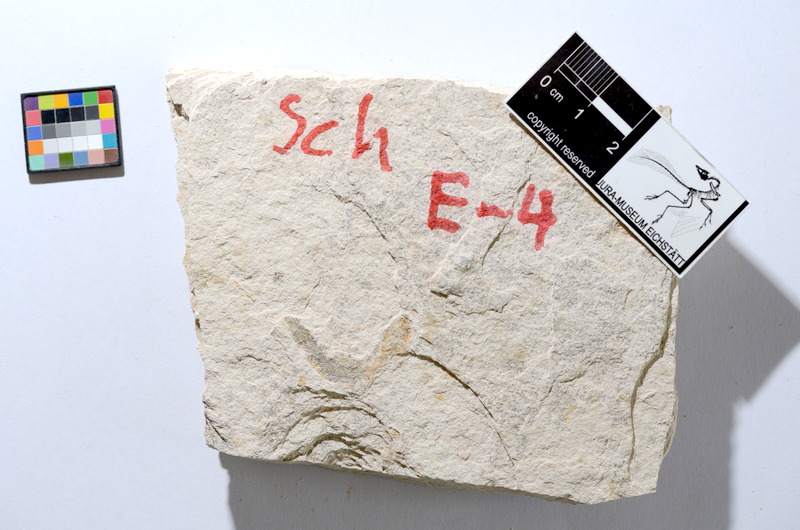 Sch
E-4
0 cm 1 2
copyright reserved
JURA-MUSEUM EICHSTÄTT